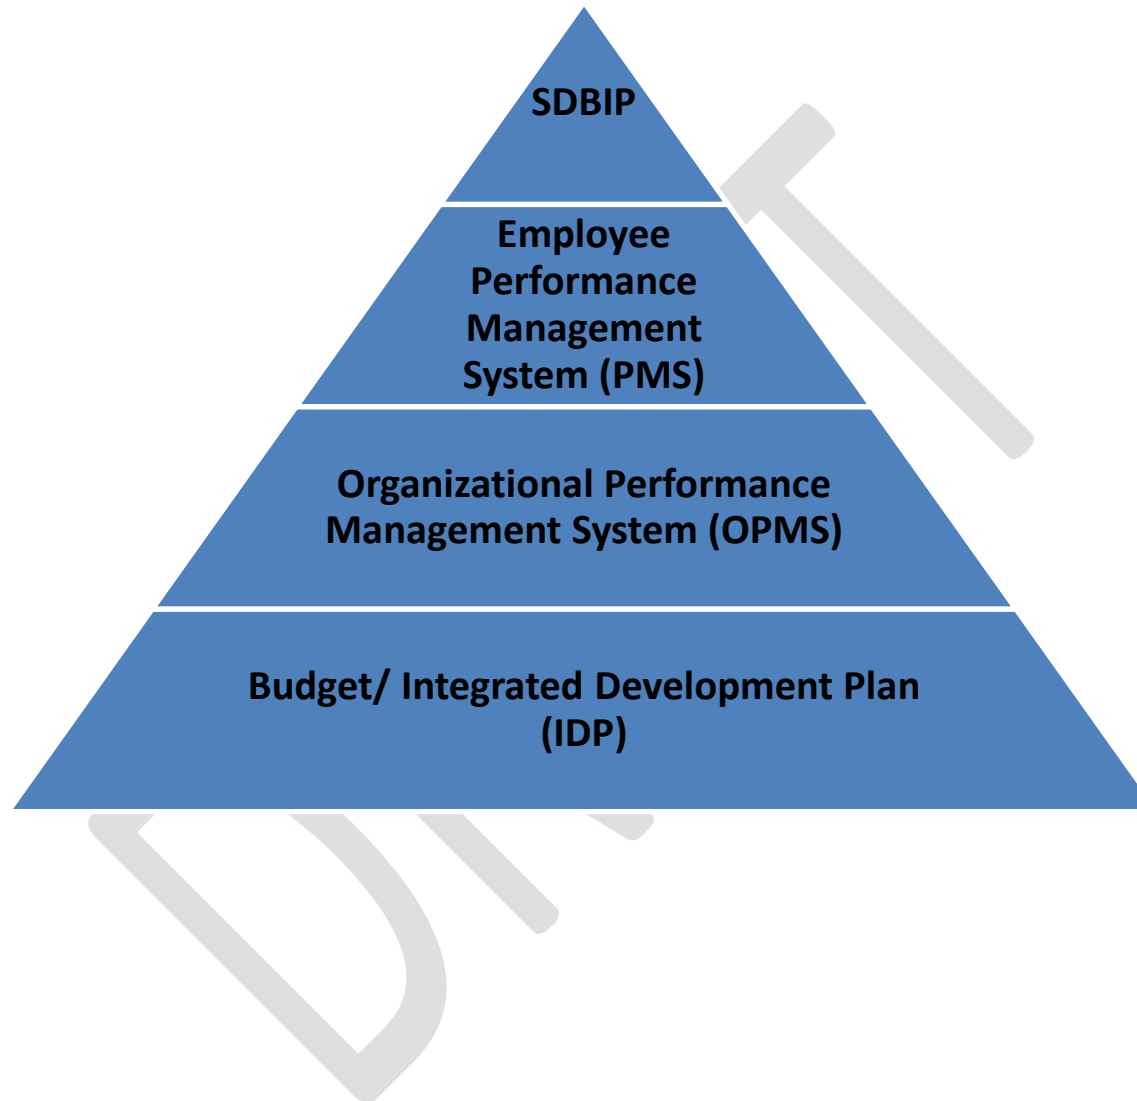 SDBIP
Employee
Performance
Management
System (PMS)
Organizational Performance
Management System (OPMS)
Budget/ Integrated Development Plan
(IDP)